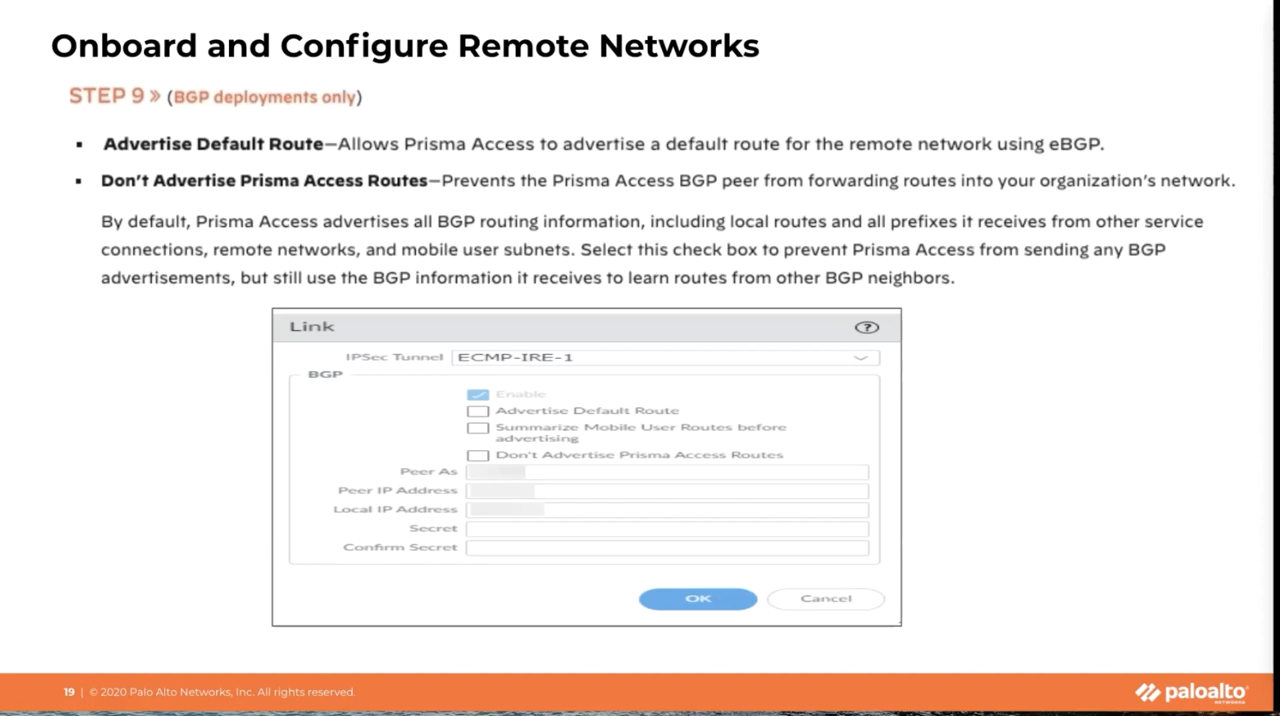 Onboard and Configure Remote Networks
STEP 9 » (BGP deployments only)
▪ Advertise Default Route—Allows Prisma Access to advertise a default route for the remote network using eBGP.
▪ Don't Advertise Prisma Access Routes—Prevents the Prisma Access BGP peer from forwarding routes into your organization's network.
By default, Prisma Access advertises all BGP routing information, including local routes and all prefixes it receives from other service
connections, remote networks, and mobile user subnets. Select this check box to prevent Prisma Access from sending any BGP
advertisements, but still use the BGP information it receives to learn routes from other BGP neighbors.
Link
IPSec Tunnel ECMP-IRE-1
BGP
Enable
Advertise Default Route
Summarize Mobile User Routes before
advertising
Don't Advertise Prisma Access Routes
Peer As
Peer IP Address
Local IP Address
Secret
Confirm Secret
OK Cancel
19 | © 2020 Palo Alto Networks, Inc. All rights reserved.
paloalto
NETWORKS